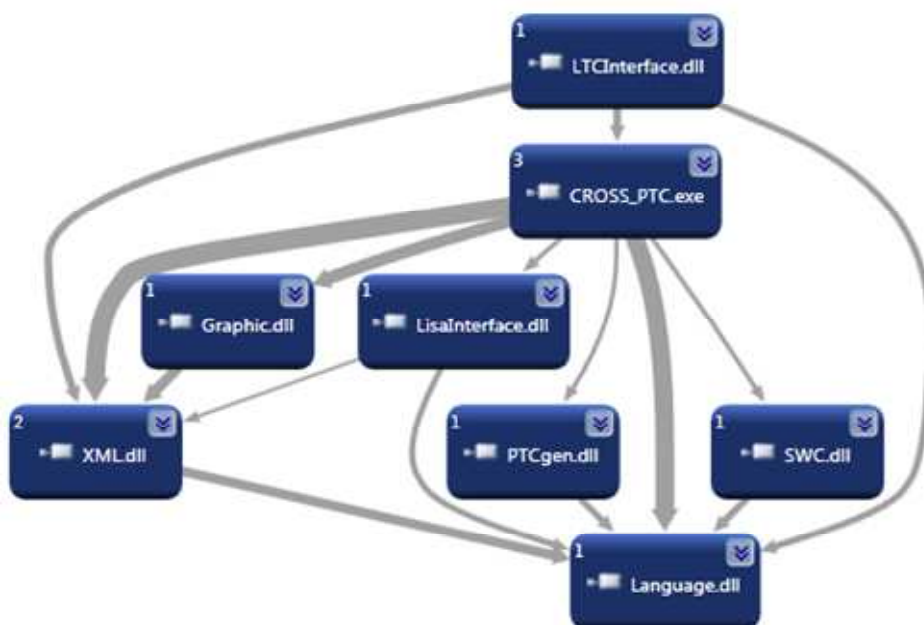 1
LTCInterface.dll
3
CROSS_PTC.exe
1
Graphic.dll
1
LisaInterface.dll
2
XML.dll
1
PTCgen.dll
1
SWC.dll
1
Language.dll